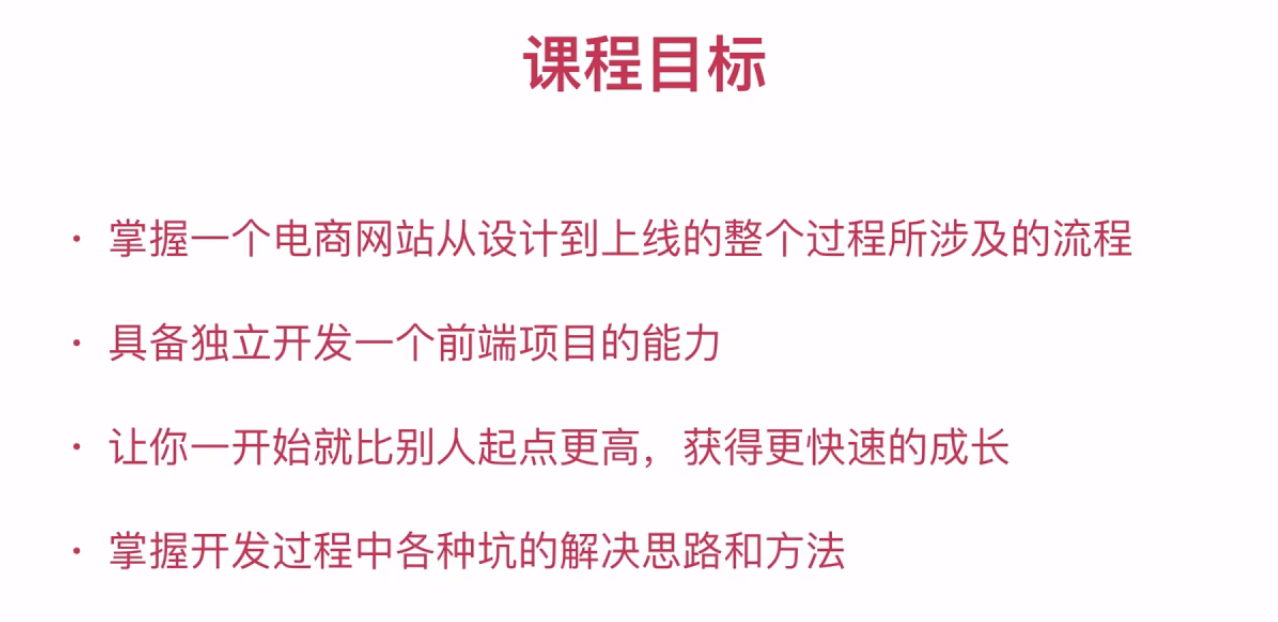 课程目标
· 掌握一个电商网站从设计到上线的整个过程所涉及的流程
· 具备独立开发一个前端项目的能力
· 让你一开始就比别人起点更高，获得更快速的成长
· 掌握开发过程中各种坑的解决思路和方法